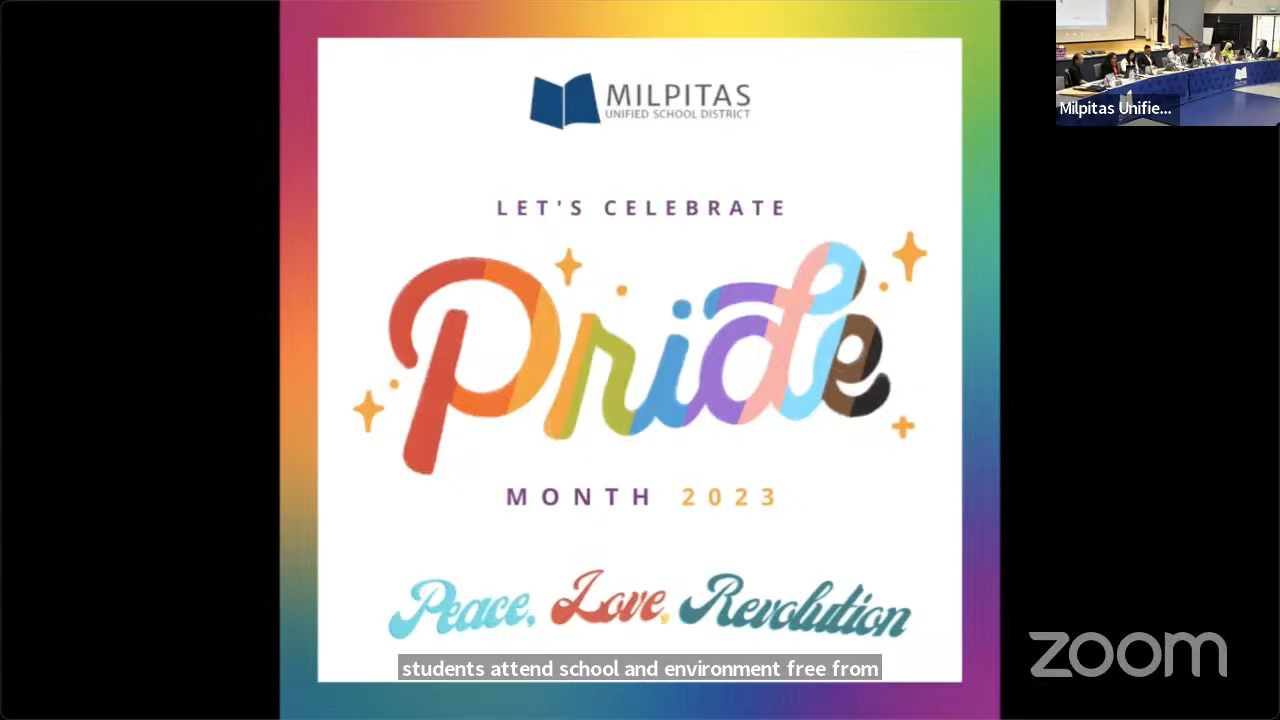 MILPITAS
UNIFIED SCHOOL DISTRICT
LET'S CELEBRATE
Pride
MONTH 2023
Peace, Love, Revolution
students attend school and environment free from
Milpitas Unifie...
zoom